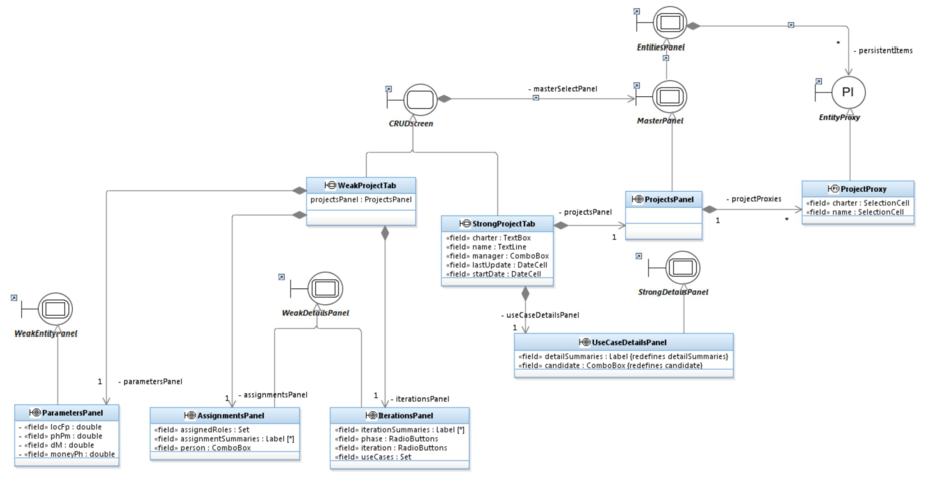 EntitiesPanel
*
- persistentItems
PI
EntityProxy
- masterSelectPanel
CRUDScreen
MasterPanel
WeakProjectTab
projectsPanel : ProjectsPanel
StrongProjectTab
«field» charter : TextBox
«field» name : TextLine
«field» manager : ComboBox
«field» lastUpdate : DateCell
«field» startDate : DateCell
- projectsPanel
1
ProjectsPanel
- projectProxies
1
*
ProjectProxy
«field» charter : SelectionCell
«field» name : SelectionCell
StrongDetailsPanel
WeakDetailsPanel
WeakEntityPanel
- useCaseDetailsPanel
1
UseCaseDetailsPanel
«field» detailSummaries : Label {redefines detailSummaries}
«field» candidate : ComboBox {redefines candidate}
1
- parametersPanel
1
- assignmentsPanel
1
- iterationsPanel
ParametersPanel
- «field» locFp : double
- «field» phPm : double
- «field» dM : double
- «field» moneyPh : double
AssignmentsPanel
«field» assignedRoles : Set
«field» assignmentSummaries : Label [*]
«field» person : ComboBox
IterationsPanel
«field» iterationSummaries : Label [*]
«field» phase : RadioButtons
«field» iteration : RadioButtons
«field» useCases : Set